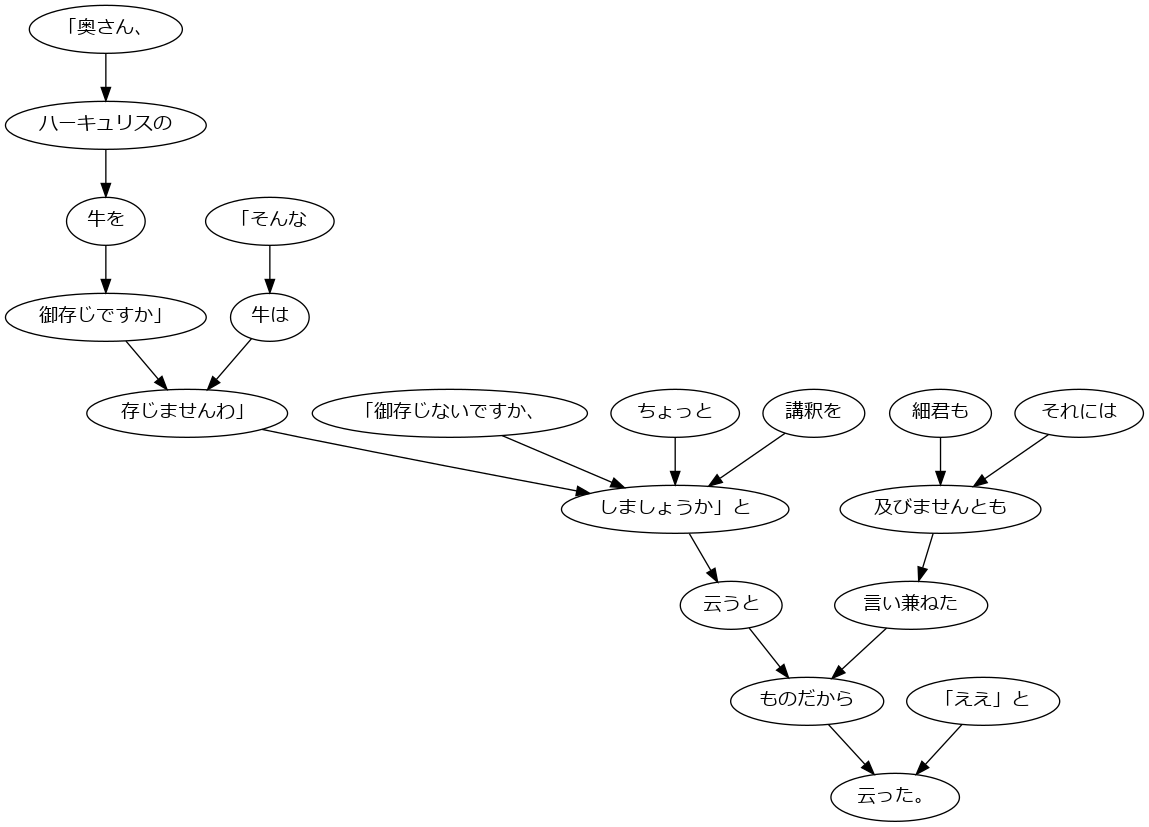 「奥さん、
ハーキュリスの
牛を
「そんな
御存じですか」
牛は
存じませんわ」
「御存じないですか、
ちょっと
講釈を
細君も
それには
しましょうか」と
及びませんとも
云うと
言い兼ねた
ものだから
「ええ」と
云った。